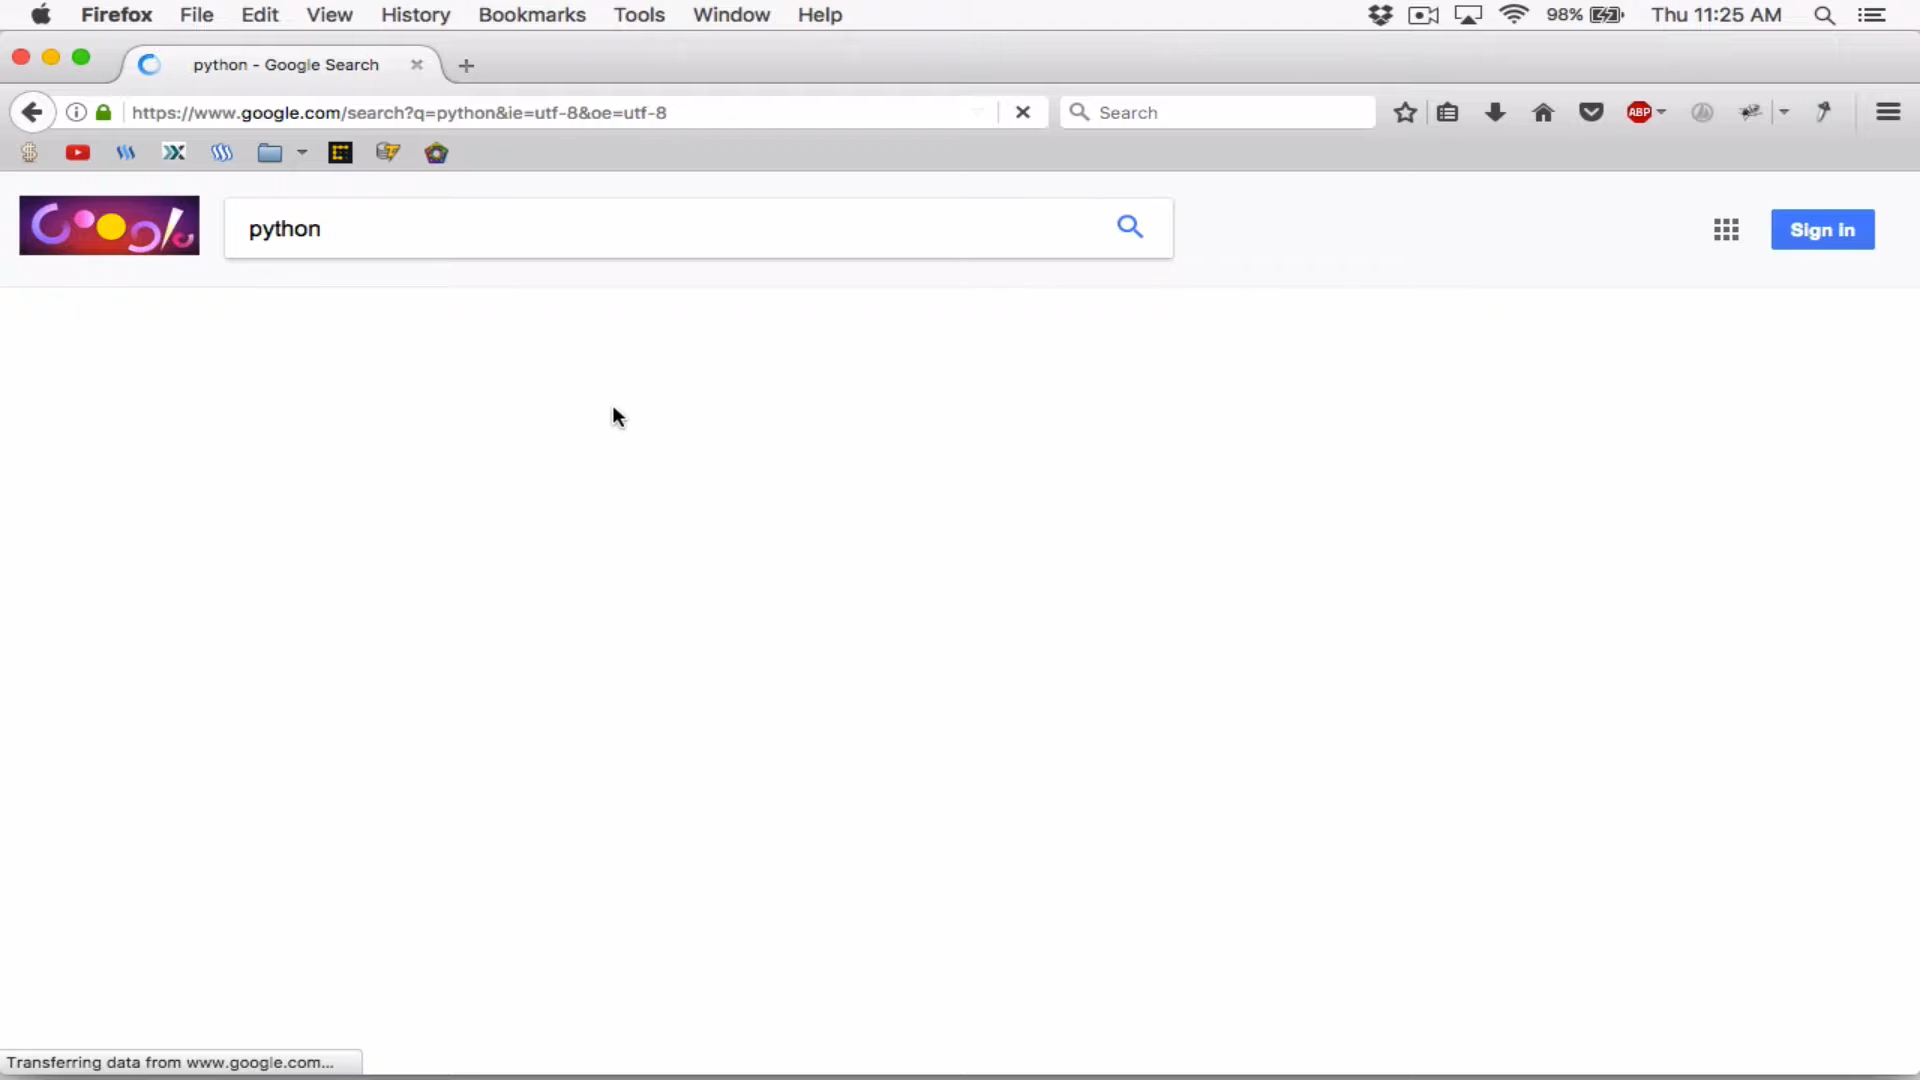 Firefox File Edit View History Bookmarks Tools Window Help 98% Thu 11:25 AM
python - Google Search
https://www.google.com/search?q=python&ie=utf-8&oe=utf-8 Search ABP
Google python Sign in
Transferring data from www.google.com...